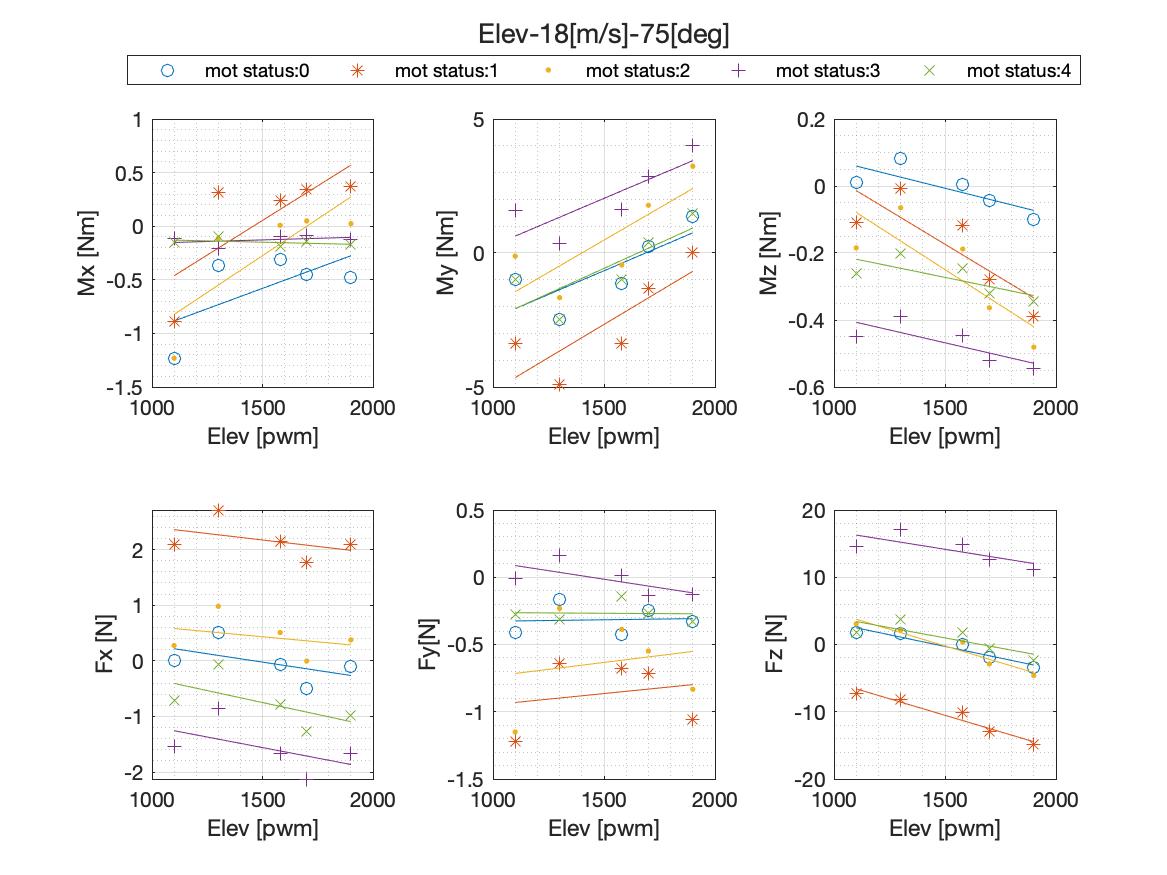 Elev-18[m/s]-75[deg]
mot status:0 mot status:1 mot status:2 mot status:3 mot status:4
1
0.5
0
-0.5
-1
-1.5
Mx [Nm]
1000 1500 2000
Elev [pwm]
5
0
-5
My [Nm]
1000 1500 2000
Elev [pwm]
0.2
0
-0.2
-0.4
-0.6
Mz [Nm]
1000 1500 2000
Elev [pwm]
2
1
0
-1
-2
Fx [N]
1000 1500 2000
Elev [pwm]
0.5
0
-0.5
-1
-1.5
Fy[N]
1000 1500 2000
Elev [pwm]
20
10
0
-10
-20
Fz [N]
1000 1500 2000
Elev [pwm]